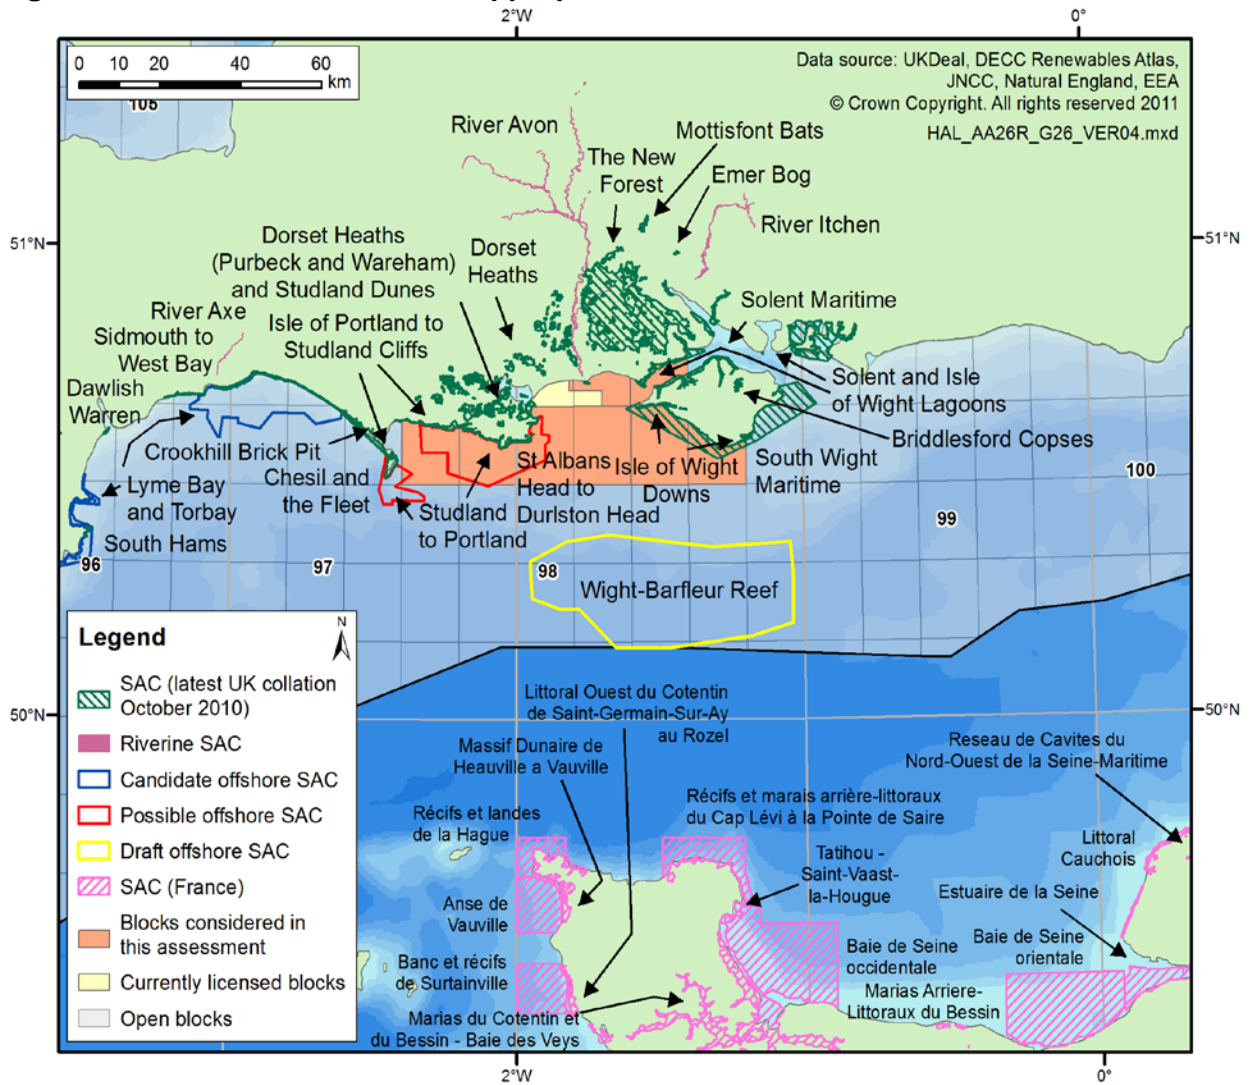 2°W
0°
0 10 20 40 60
km
Data source: UKDeal, DECC Renewables Atlas,
JNCC, Natural England, EEA
© Crown Copyright. All rights reserved 2011
HAL_AA26R_G26_VER04.mxd
105
River Avon
Mottisfont Bats
The New
Forest
Emer Bog
River Itchen
51°N
51°N
Dorset Heaths
(Purbeck and Wareham)
and Studland Dunes
Dorset
Heaths
Solent Maritime
River Axe
Sidmouth to
West Bay
Isle of Portland to
Studland Cliffs
Dawlish
Warren
Solent and Isle
of Wight Lagoons
Briddlesford Copses
Crookhill Brick Pit
Chesil and
the Fleet
St Albans
Head to
Durlston Head
Isle of Wight
Downs
South Wight
Maritime
100
Lyme Bay
and Torbay
Studland
to Portland
99
South Hams
96
97
98
Wight-Barfleur Reef
Legend
N
SAC (latest UK collation
October 2010)
Riverine SAC
Candidate offshore SAC
Possible offshore SAC
Draft offshore SAC
SAC (France)
Blocks considered in
this assessment
Currently licensed blocks
Open blocks
50°N
50°N
Littoral Ouest du Cotentin
de Saint-Germain-Sur-Ay
au Rozel
Massif Dunaire de
Heauville a Vauville
Reseau de Cavites du
Nord-Ouest de la Seine-Maritime
Récifs et landes
de la Hague
Récifs et marais arrière-littoraux
du Cap Lévi à la Pointe de Saire
Littoral
Cauchois
Tatihou -
Saint-Vaast-
la-Hougue
Anse de
Vauville
Estuaire de la Seine
Baie de Seine
orientale
Baie de Seine
occidentale
Banc et récifs
de Surtainville
Marias Arriere-
Littoraux du Bessin
Marias du Cotentin et
du Bessin - Baie des Veys
2°W
0°